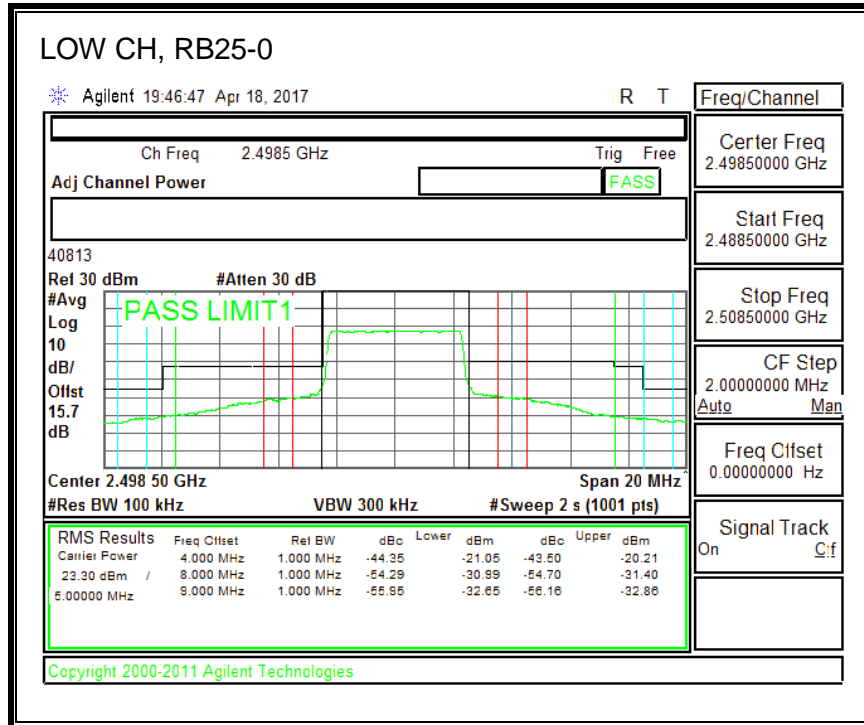 LOW CH, RB25-0
Agilent 19:46:47 Apr 18, 2017 R T
Freq/Channel
Ch Freq 2.4985 GHz Trig Free
Adj Channel Power PASS
Center Freq
2.49850000 GHz
Start Freq
2.48850000 GHz
Stop Freq
2.50850000 GHz
CF Step
2.00000000 MHz
Auto Man
Freq Offset
0.00000000 Hz
Signal Track
On Off
40813
Ref 30 dBm #Atten 30 dB
#Avg
Log
10
dB/
Offst
15.7
dB
PASS LIMIT1
Center 2.498 50 GHz Span 20 MHz
#Res BW 100 kHz VBW 300 kHz #Sweep 2 s (1001 pts)
RMS Results Freq Offset Ref BW dBc Lower dBm dBc Upper dBm
Carrier Power 4.000 MHz 1.000 MHz -44.35 -21.05 -43.50 -20.21
23.30 dBm / 8.000 MHz 1.000 MHz -54.29 -30.99 -54.70 -31.40
5.00000 MHz 9.000 MHz 1.000 MHz -55.95 -32.65 -56.16 -32.86
Copyright 2000-2011 Agilent Technologies